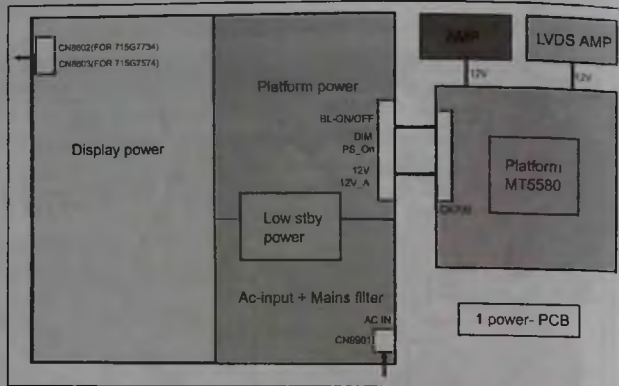 CN8602(FOR 715G7734)
CN8603(FOR 715G7574)
Display power
Platform power
BL-ON/OFF
DIM
PS_On
12V
12V_A
Low stby
power
Ac-input + Mains filter
AC IN
CN9901
AMP
LVDS AMP
12V
12V
Platform
MT5580
1 power- PCB